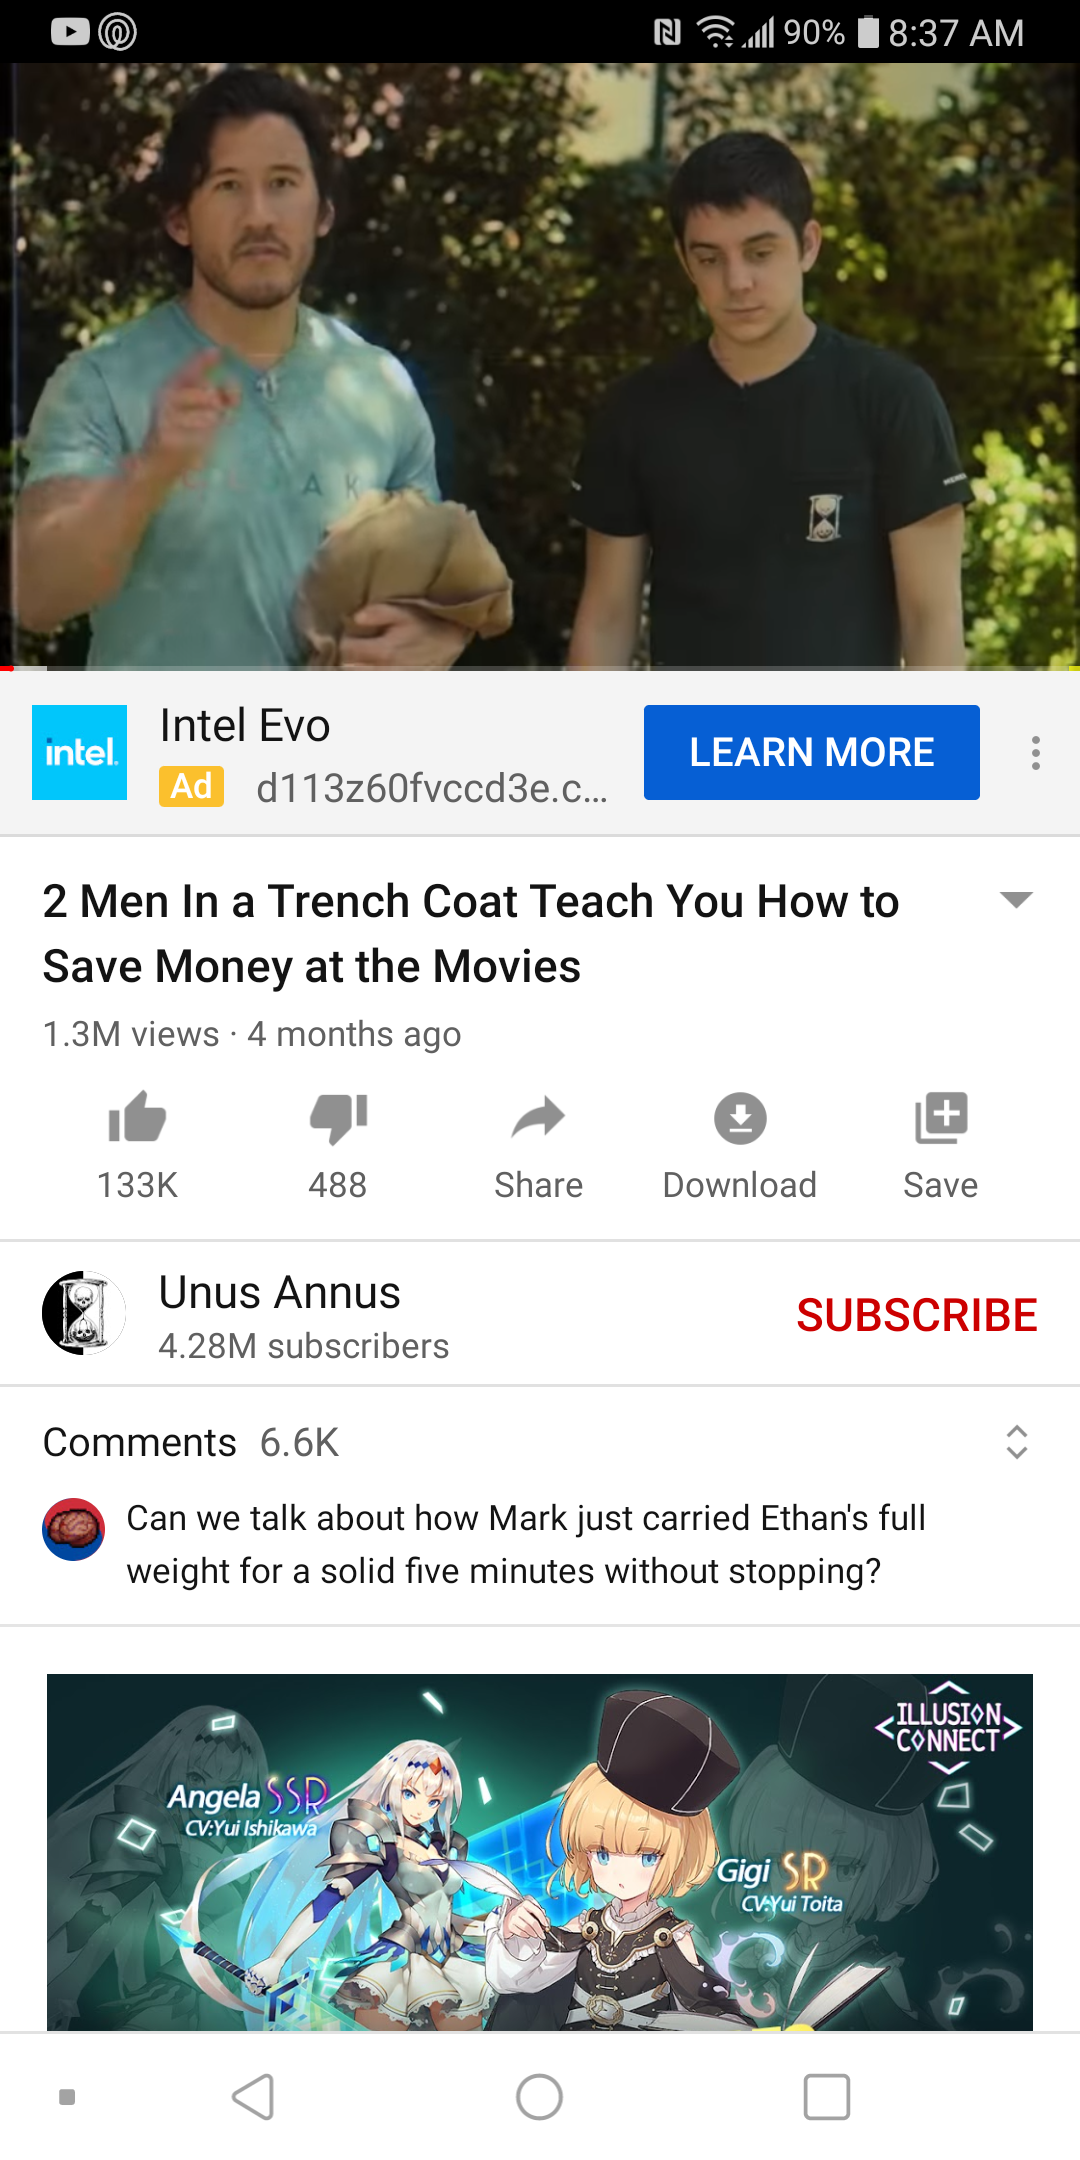 90% 8:37 AM
CLOAK
intel.
Intel Evo
LEARN MORE
Ad d113z60fvccd3e.c...
2 Men In a Trench Coat Teach You How to
Save Money at the Movies
1.3M views · 4 months ago
133K 488 Share Download Save
Unus Annus
4.28M subscribers
SUBSCRIBE
Comments 6.6K
Can we talk about how Mark just carried Ethan's full
weight for a solid five minutes without stopping?
ILLUSION
CONNECT
Angela SSR
CV:Yui Ishikawa
Gigi SR
CV:Yui Toita